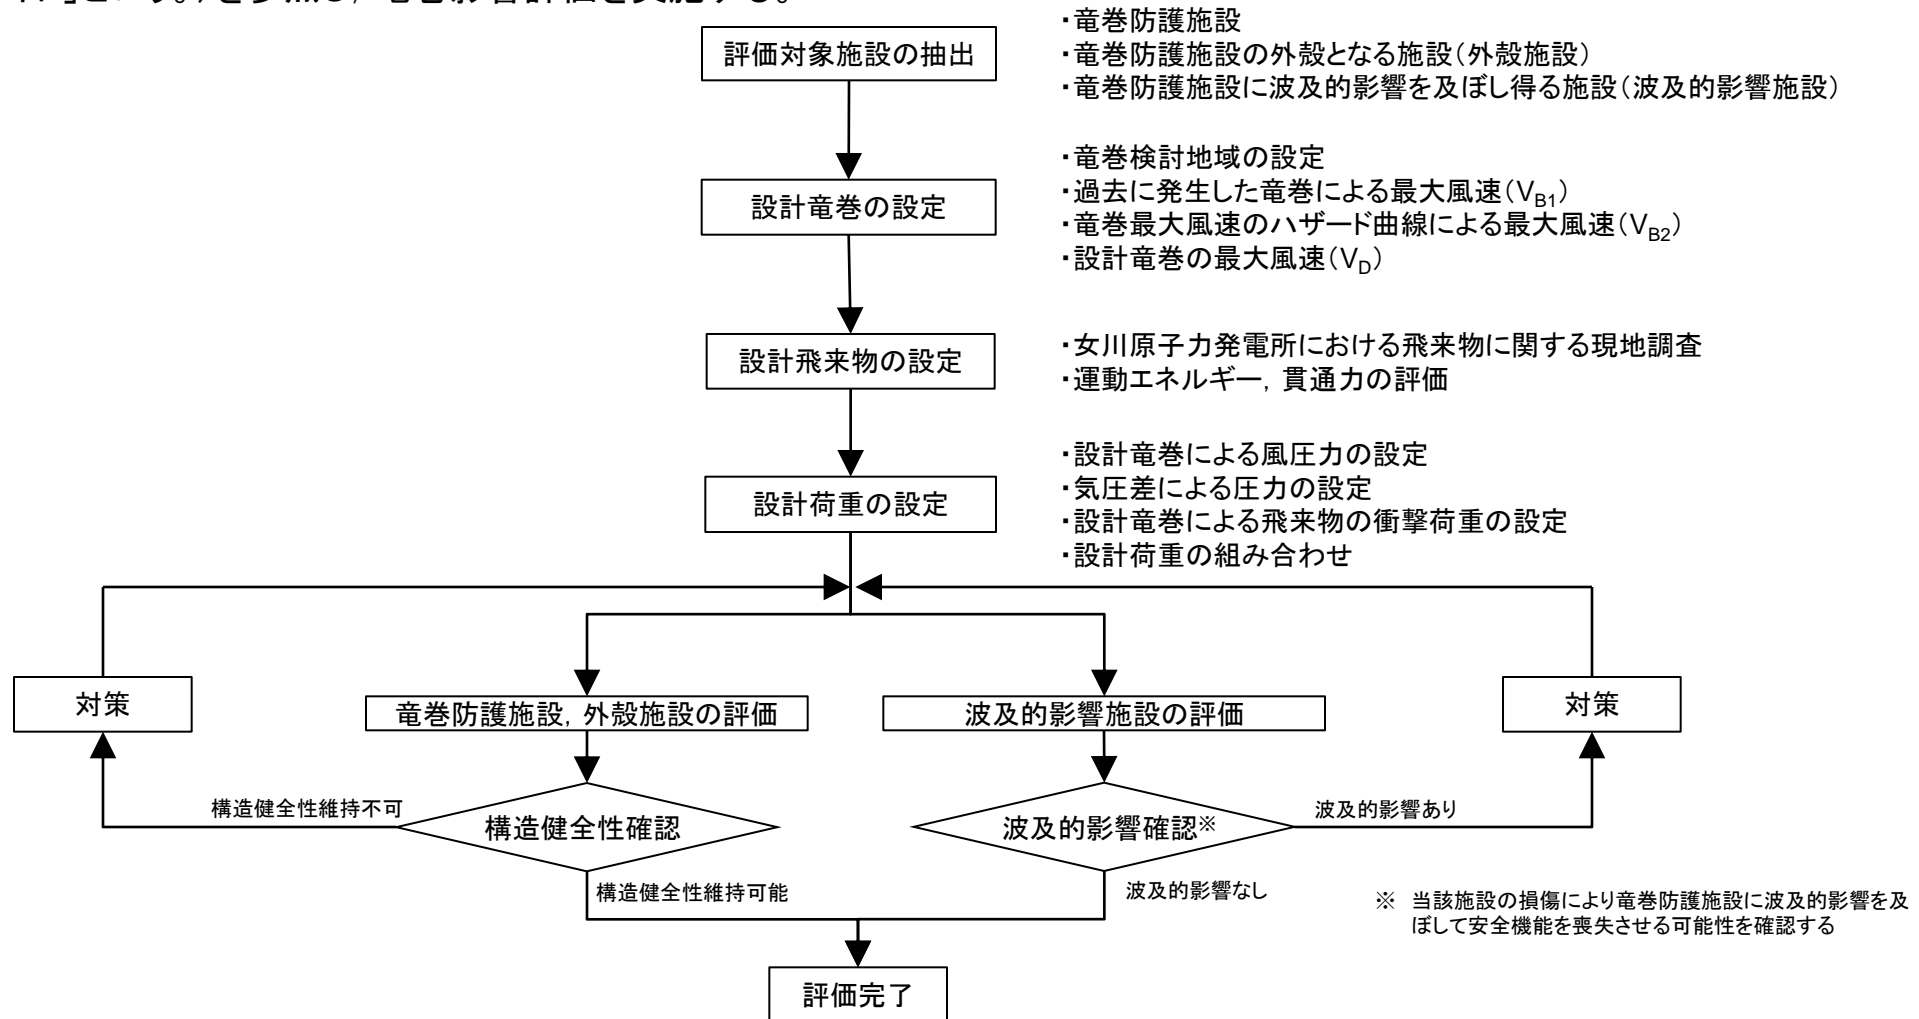 評価対象施設の抽出
・竜巻防護施設
・竜巻防護施設の外殻となる施設（外殻施設）
・竜巻防護施設に波及的影響を及ぼし得る施設（波及的影響施設）
設計竜巻の設定
・竜巻検討地域の設定
・過去に発生した竜巻による最大風速（VB1）
・竜巻最大風速のハザード曲線による最大風速（VB2）
・設計竜巻の最大風速（VD）
設計飛来物の設定
・女川原子力発電所における飛来物に関する現地調査
・運動エネルギー，貫通力の評価
設計荷重の設定
・設計竜巻による風圧力の設定
・気圧差による圧力の設定
・設計竜巻による飛来物の衝撃荷重の設定
・設計荷重の組み合わせ
対策
竜巻防護施設，外殻施設の評価
波及的影響施設の評価
対策
構造健全性維持不可
構造健全性確認
波及的影響確認※
波及的影響あり
構造健全性維持可能
波及的影響なし
※　当該施設の損傷により竜巻防護施設に波及的影響を及
ぼして安全機能を喪失させる可能性を確認する
評価完了